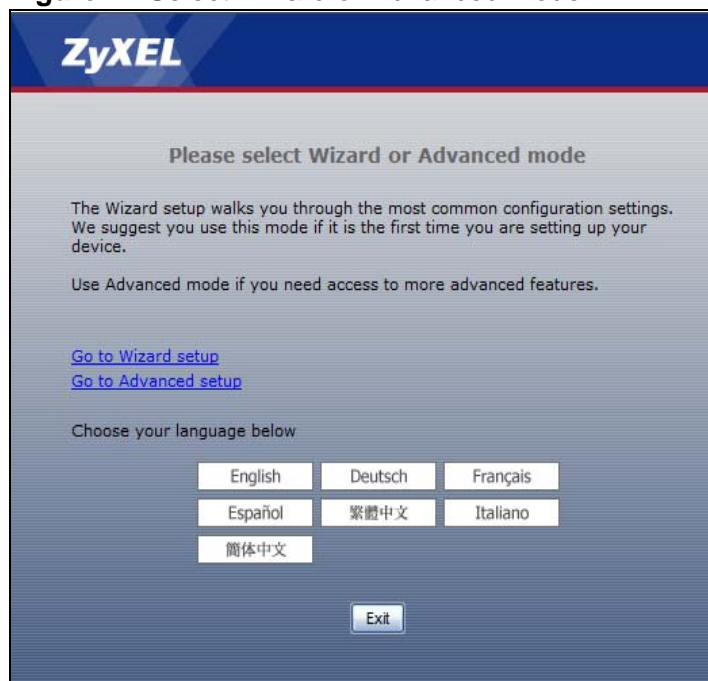 ZyXEL
Please select Wizard or Advanced mode
The Wizard setup walks you through the most common configuration settings.
We suggest you use this mode if it is the first time you are setting up your
device.
Use Advanced mode if you need access to more advanced features.
Go to Wizard setup
Go to Advanced setup
Choose your language below
English Deutsch Français
Español 繁體中文 Italiano
简体中文
Exit